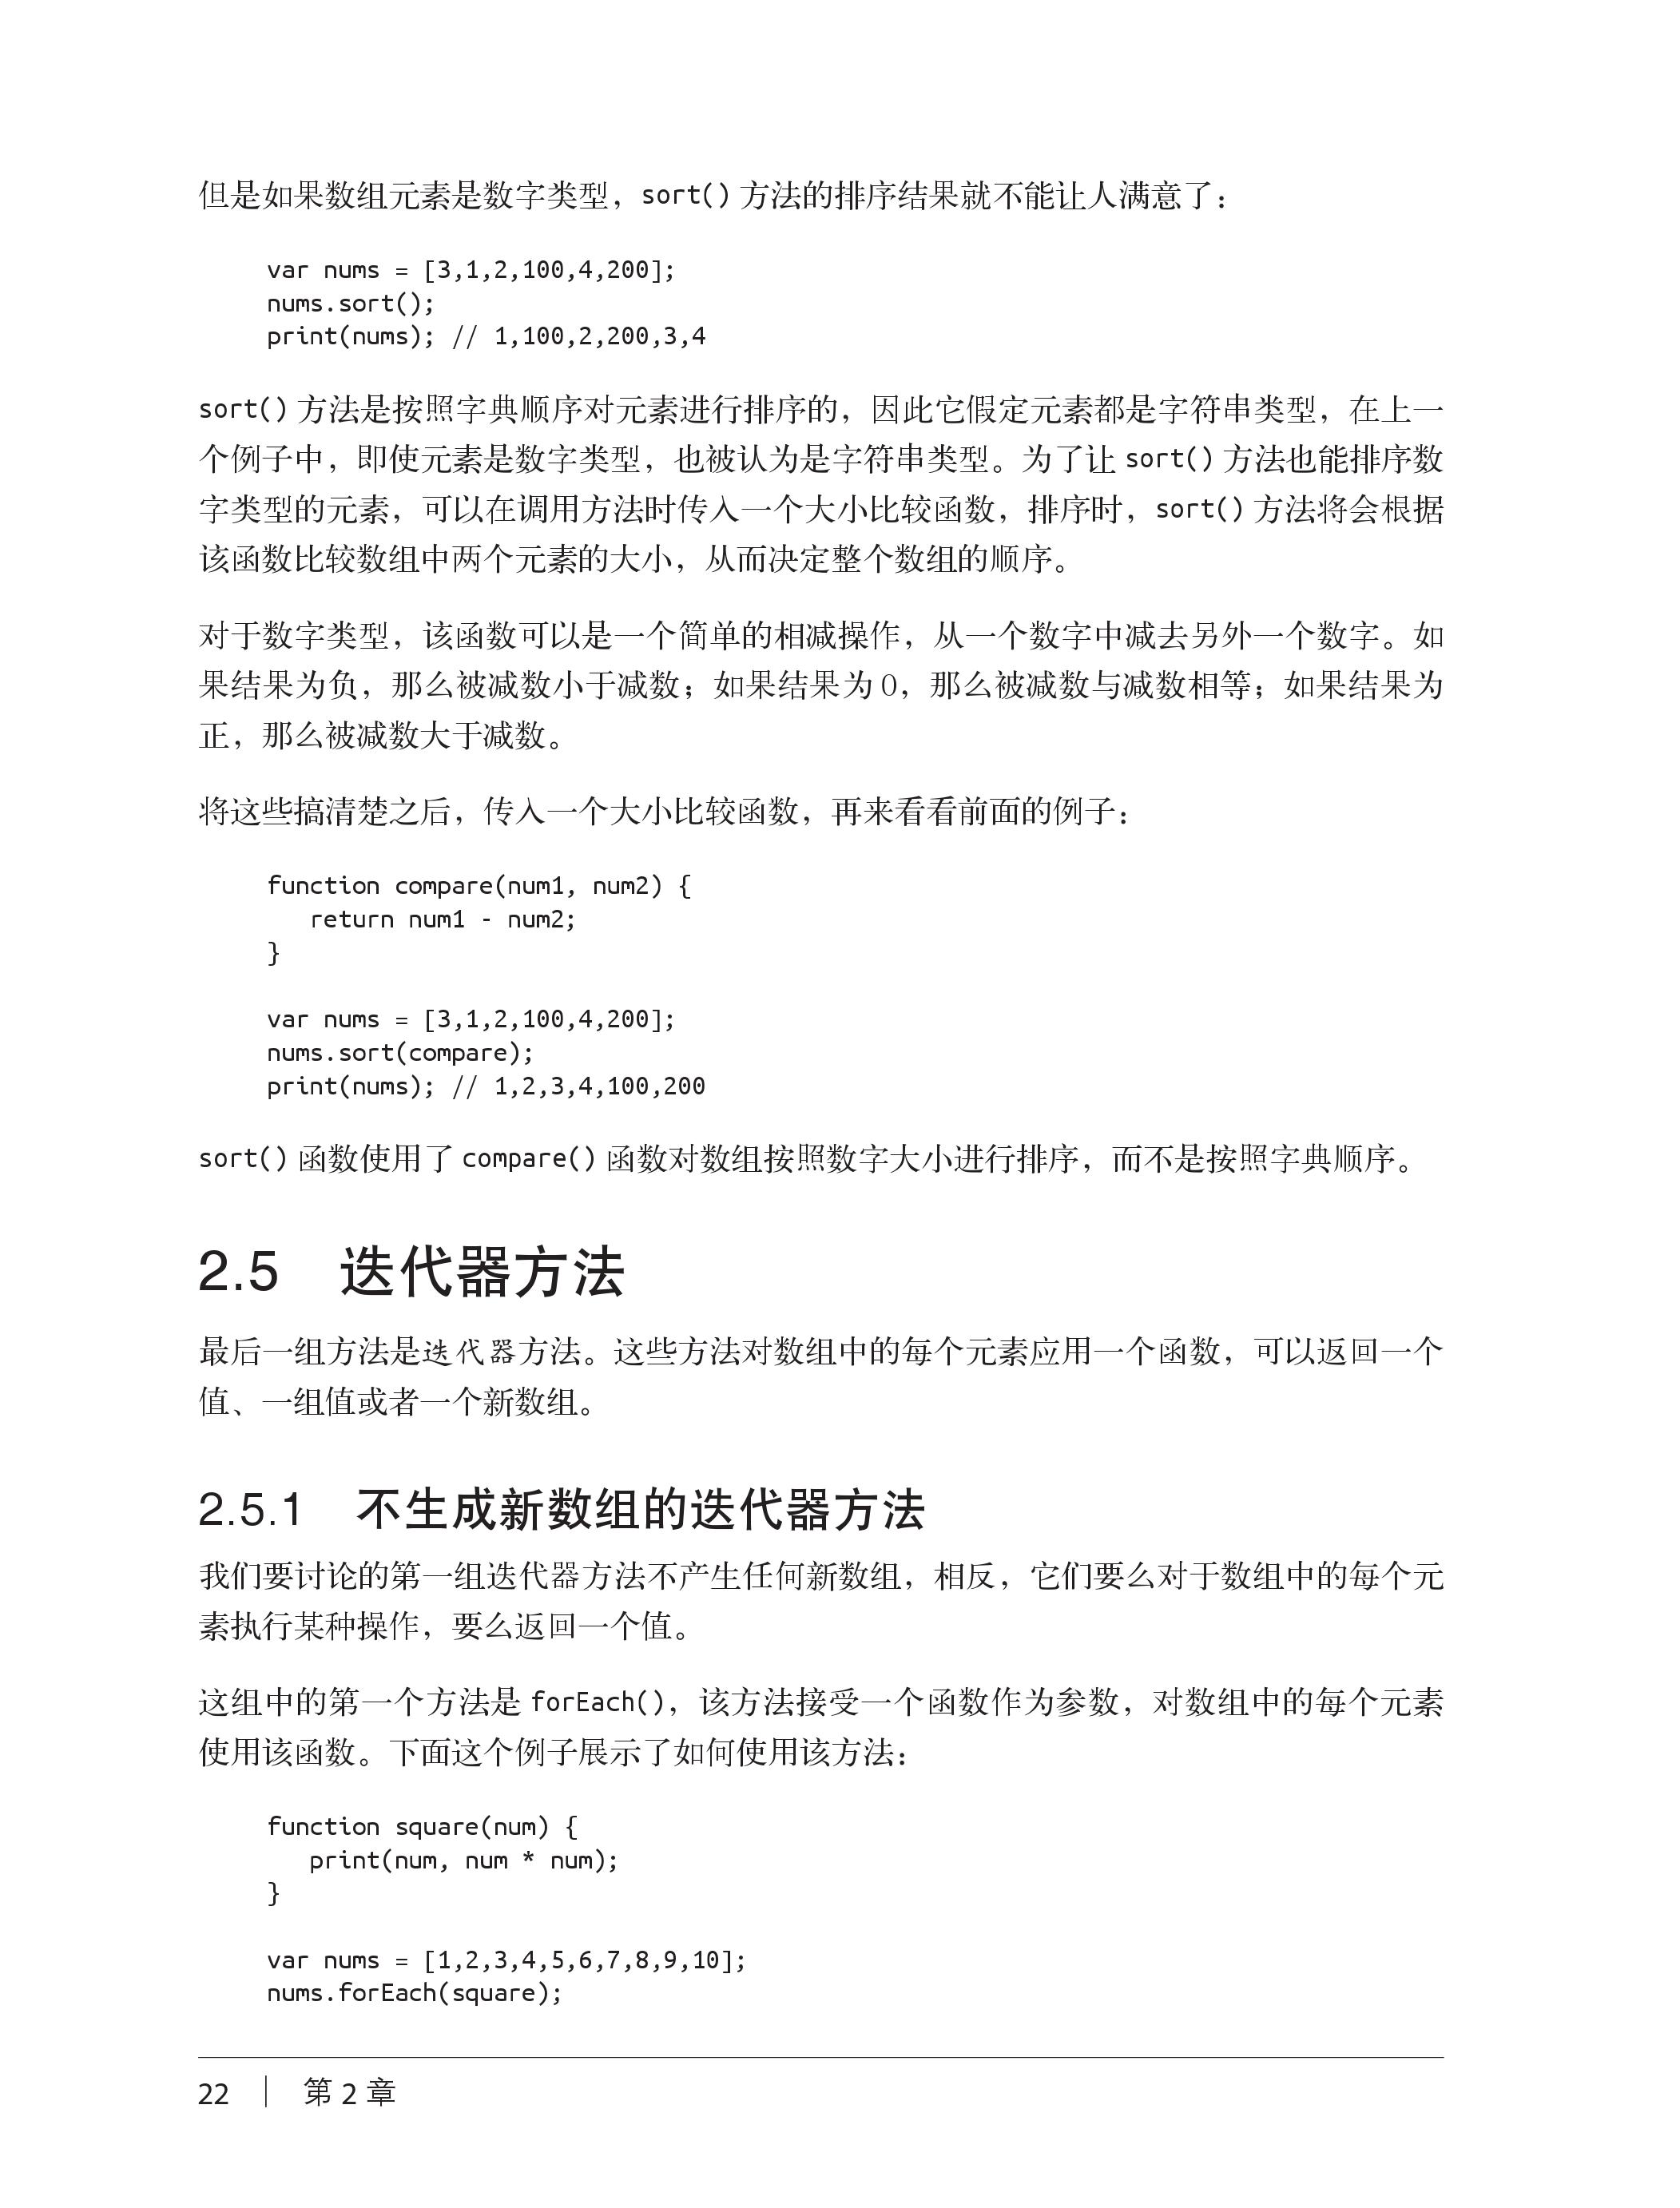 但是如果数组元素是数字类型，sort() 方法的排序结果就不能让人满意了：
var nums = [3,1,2,100,4,200];
nums.sort();
print(nums); // 1,100,2,200,3,4
sort() 方法是按照字典顺序对元素进行排序的，因此它假定元素都是字符串类型，在上一
个例子中，即使元素是数字类型，也被认为是字符串类型。为了让 sort() 方法也能排序数
字类型的元素，可以在调用方法时传入一个大小比较函数，排序时，sort() 方法将会根据
该函数比较数组中两个元素的大小，从而决定整个数组的顺序。
对于数字类型，该函数可以是一个简单的相减操作，从一个数字中减去另外一个数字。如
果结果为负，那么被减数小于减数；如果结果为 0，那么被减数与减数相等；如果结果为
正，那么被减数大于减数。
将这些搞清楚之后，传入一个大小比较函数，再来看看前面的例子：
function compare(num1, num2) {
   return num1 - num2;
}
var nums = [3,1,2,100,4,200];
nums.sort(compare);
print(nums); // 1,2,3,4,100,200
sort() 函数使用了 compare() 函数对数组按照数字大小进行排序，而不是按照字典顺序。
2.5　迭代器方法
最后一组方法是迭代器方法。这些方法对数组中的每个元素应用一个函数，可以返回一个
值、一组值或者一个新数组。
2.5.1　不生成新数组的迭代器方法
我们要讨论的第一组迭代器方法不产生任何新数组，相反，它们要么对于数组中的每个元
素执行某种操作，要么返回一个值。
这组中的第一个方法是 forEach()，该方法接受一个函数作为参数，对数组中的每个元素
使用该函数。下面这个例子展示了如何使用该方法：
function square(num) {
   print(num, num * num);
}
var nums = [1,2,3,4,5,6,7,8,9,10];
nums.forEach(square);
22 | 第 2 章